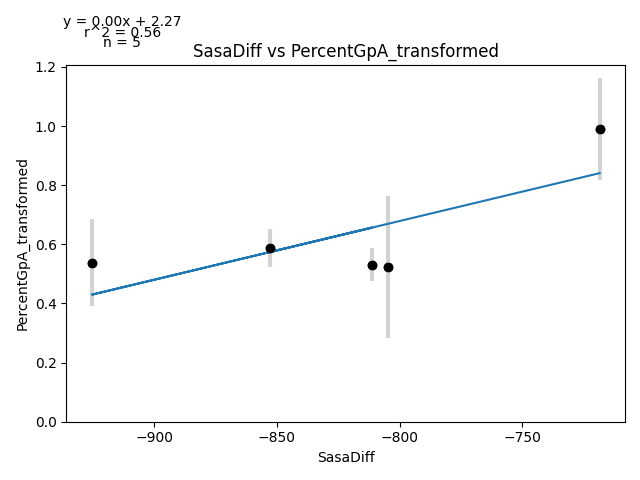 y = 0.00x + 2.27
r^2 = 0.56
n = 5
SasaDiff vs PercentGpA_transformed
1.2
1.0
0.8
0.6
0.4
0.2
0.0
PercentGpA_transformed
−900
−850
−800
−750
SasaDiff